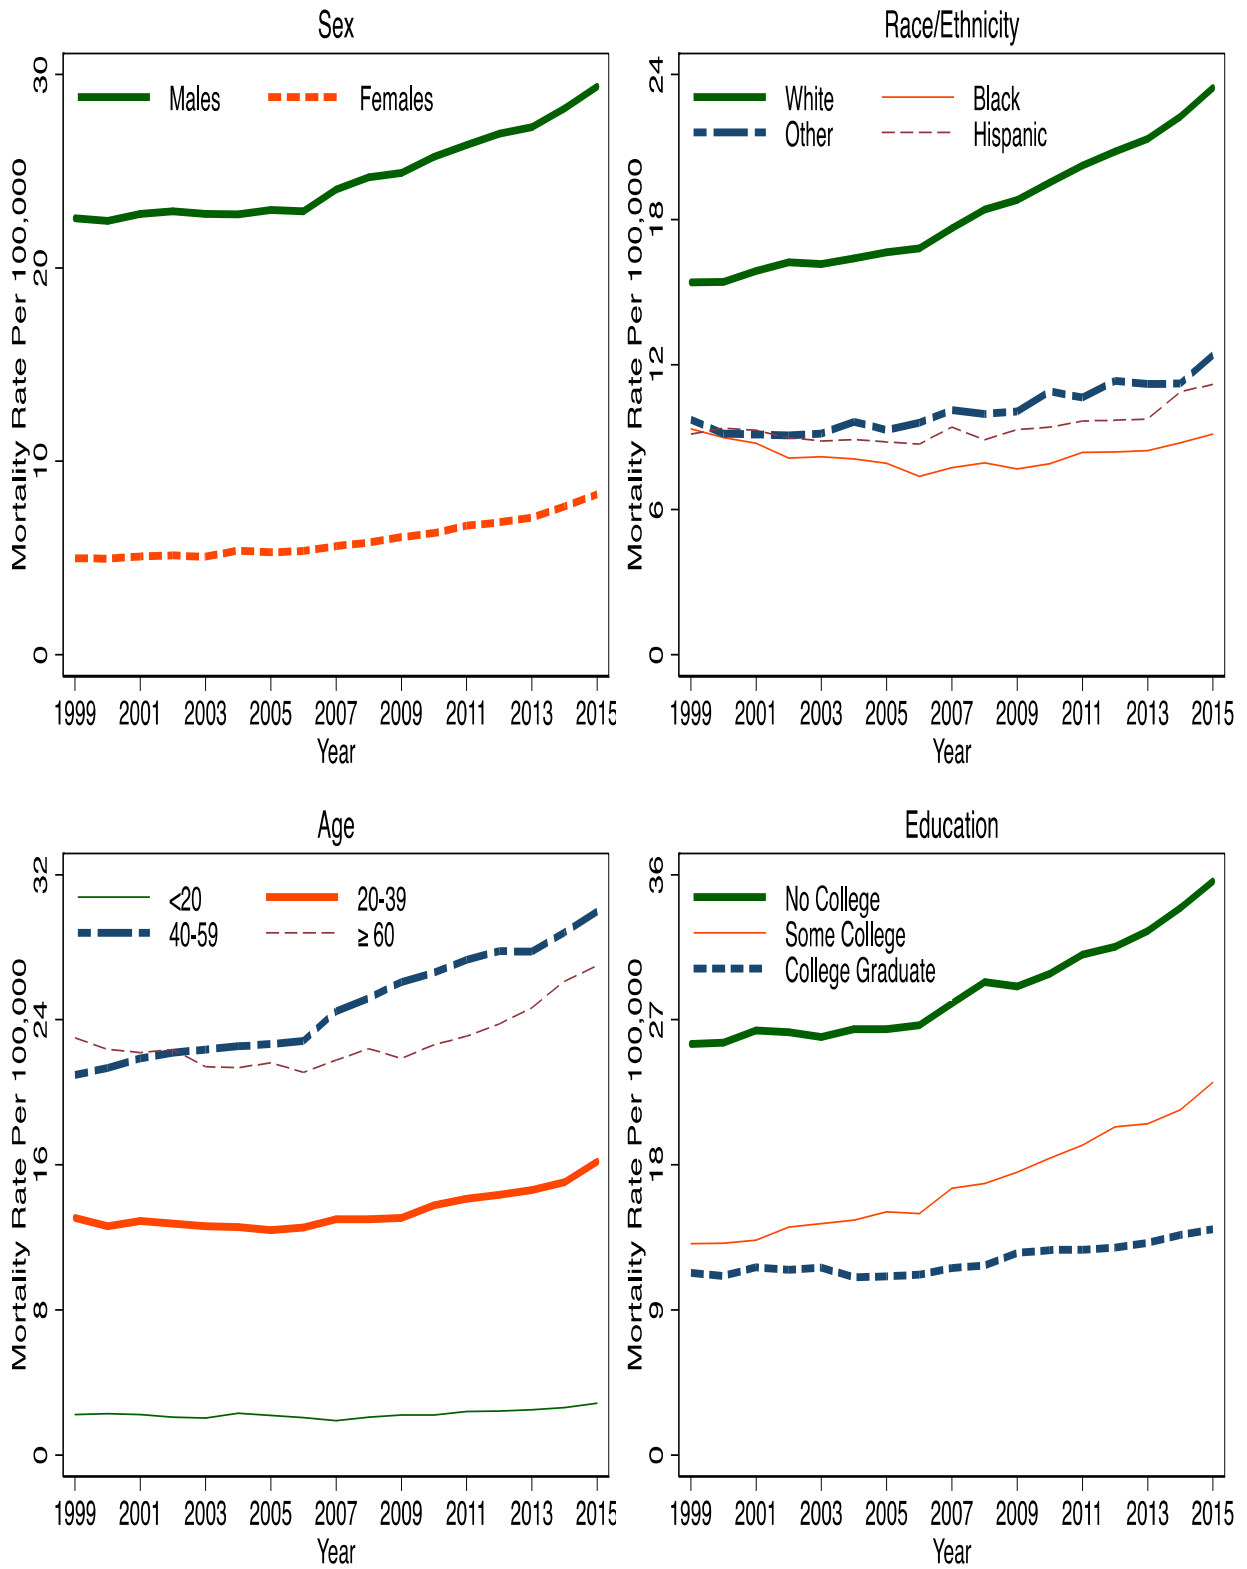 Sex
Mortality Rate Per 100,000
30
20
10
0
Males Females
1999 2001 2003 2005 2007 2009 2011 2013 2015
Year
Race/Ethnicity
Mortality Rate Per 100,000
24
18
12
6
0
White Black
Other Hispanic
1999 2001 2003 2005 2007 2009 2011 2013 2015
Year
Age
Mortality Rate Per 100,000
32
24
16
8
0
<20 20-39
40-59 ≥ 60
1999 2001 2003 2005 2007 2009 2011 2013 2015
Year
Education
Mortality Rate Per 100,000
36
27
18
9
0
No College
Some College
College Graduate
1999 2001 2003 2005 2007 2009 2011 2013 2015
Year